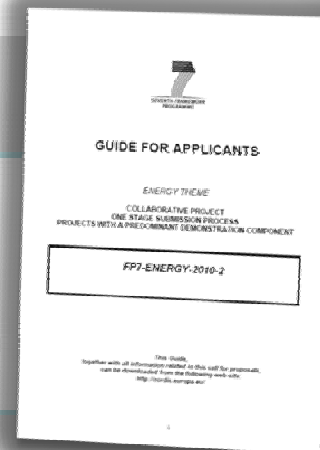 7
SEVENTH FRAMEWORK
PROGRAMME
GUIDE FOR APPLICANTS
ENERGY THEME
COLLABORATIVE PROJECT
ONE STAGE SUBMISSION PROCESS
PROJECTS WITH A PREDOMINANT DEMONSTRATION COMPONENT
FP7-ENERGY-2010-2
This Guide,
together with all information related to this call for proposals,
can be downloaded from the following web site:
http://cordis.europa.eu/